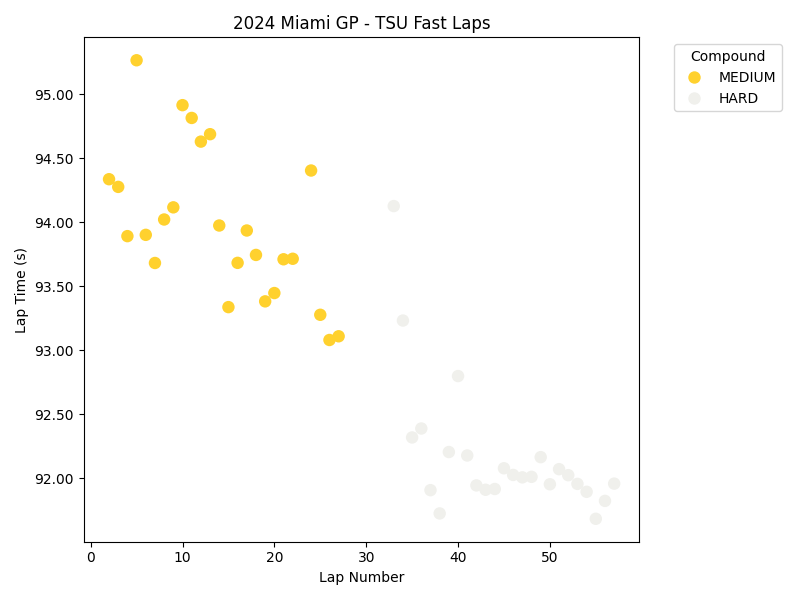 2024 Miami GP - TSU Fast Laps
Compound
MEDIUM
HARD
95.00
94.50
94.00
93.50
93.00
92.50
92.00
Lap Time (s)
0 10 20 30 40 50
Lap Number